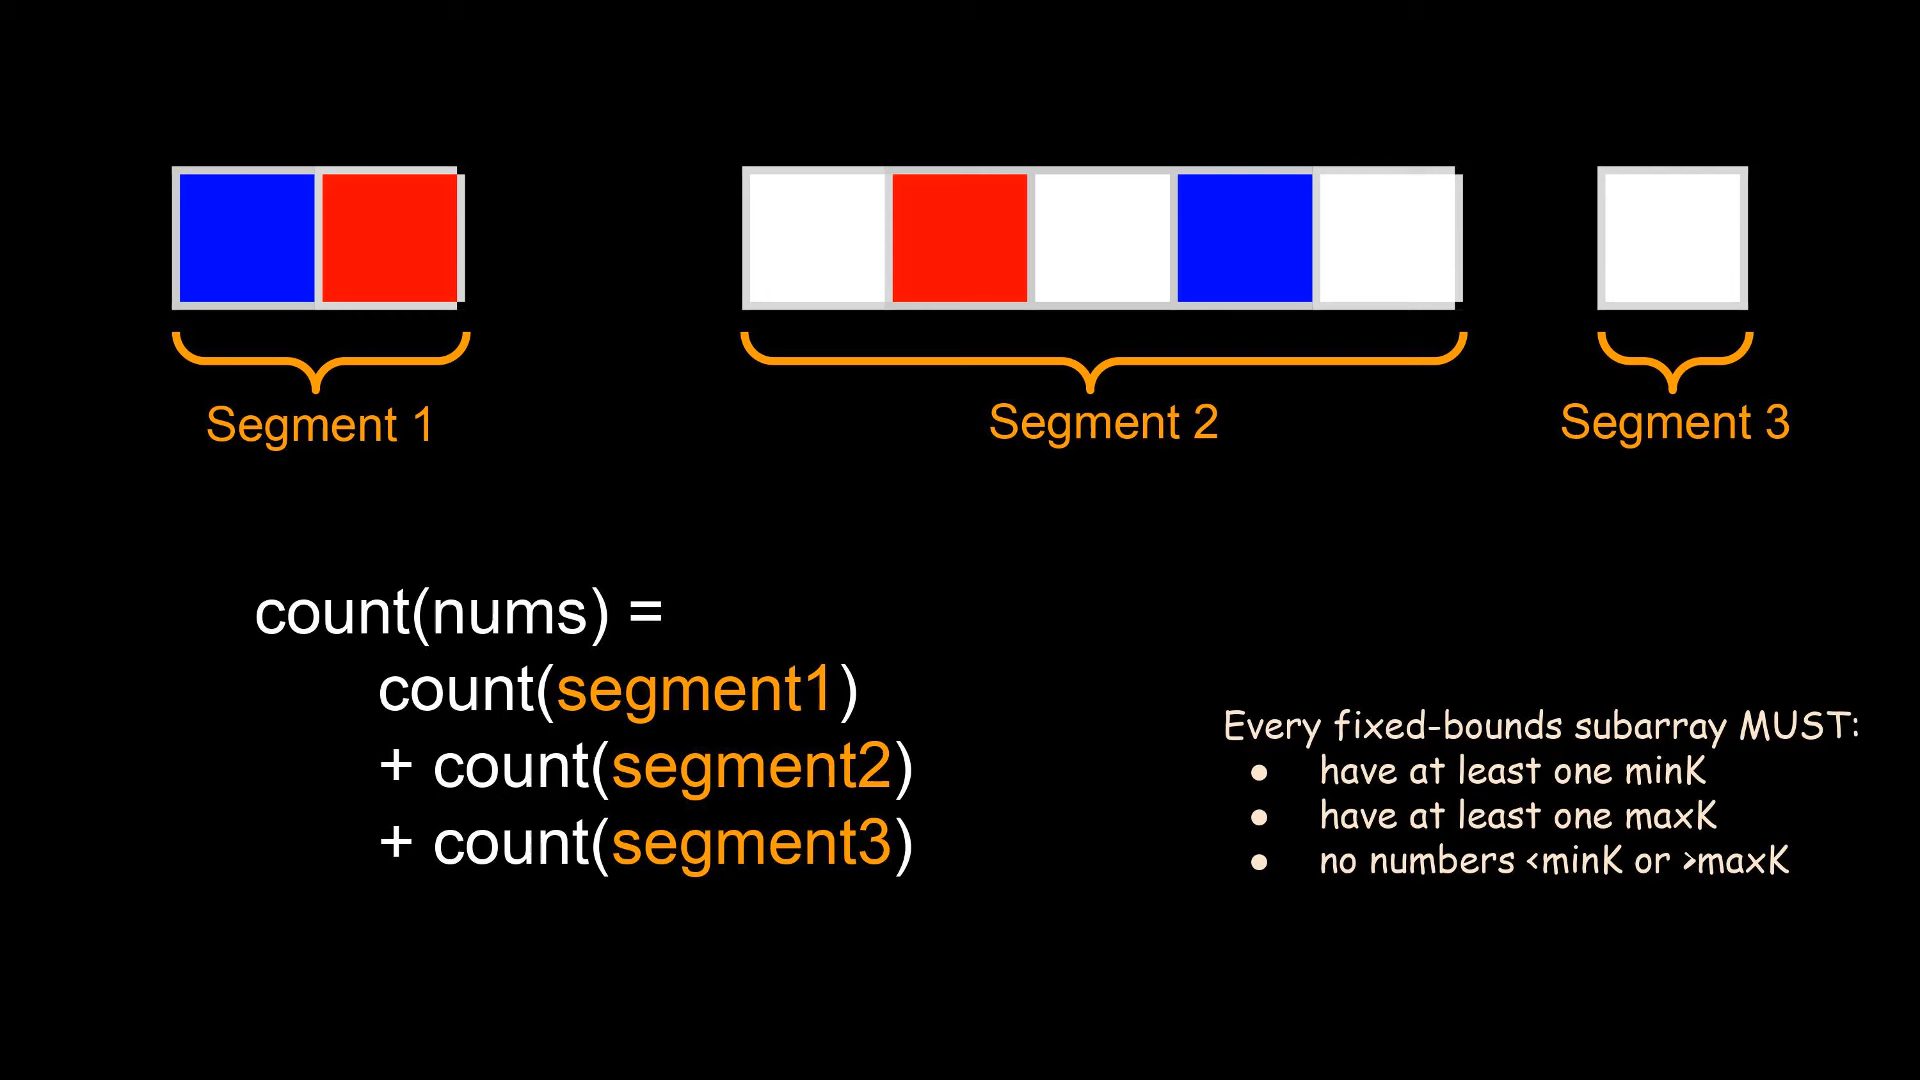 Segment 1
Segment 2
Segment 3
count(nums) =
count(segment1)
+ count(segment2)
+ count(segment3)
Every fixed-bounds subarray MUST:
● have at least one minK
● have at least one maxK
● no numbers <minK or >maxK